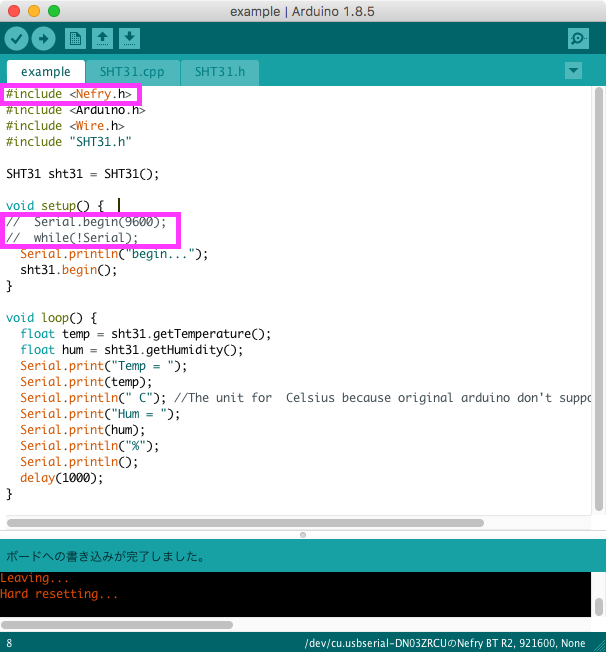 example | Arduino 1.8.5
example SHT31.cpp SHT31.h
#include <Nefry.h>
#include <Arduino.h>
#include <Wire.h>
#include "SHT31.h"
SHT31 sht31 = SHT31();
void setup() {
//  Serial.begin(9600);
//  while(!Serial);
  Serial.println("begin...");
  sht31.begin();
}
void loop() {
  float temp = sht31.getTemperature();
  float hum = sht31.getHumidity();
  Serial.print("Temp = ");
  Serial.print(temp);
  Serial.println(" C"); //The unit for  Celsius because original arduino don't suppo
  Serial.print("Hum = ");
  Serial.print(hum);
  Serial.println("%");
  Serial.println();
  delay(1000);
}
ボードへの書き込みが完了しました。
Leaving...
Hard resetting...
8 /dev/cu.usbserial-DN03ZRCUのNefry BT R2, 921600, None